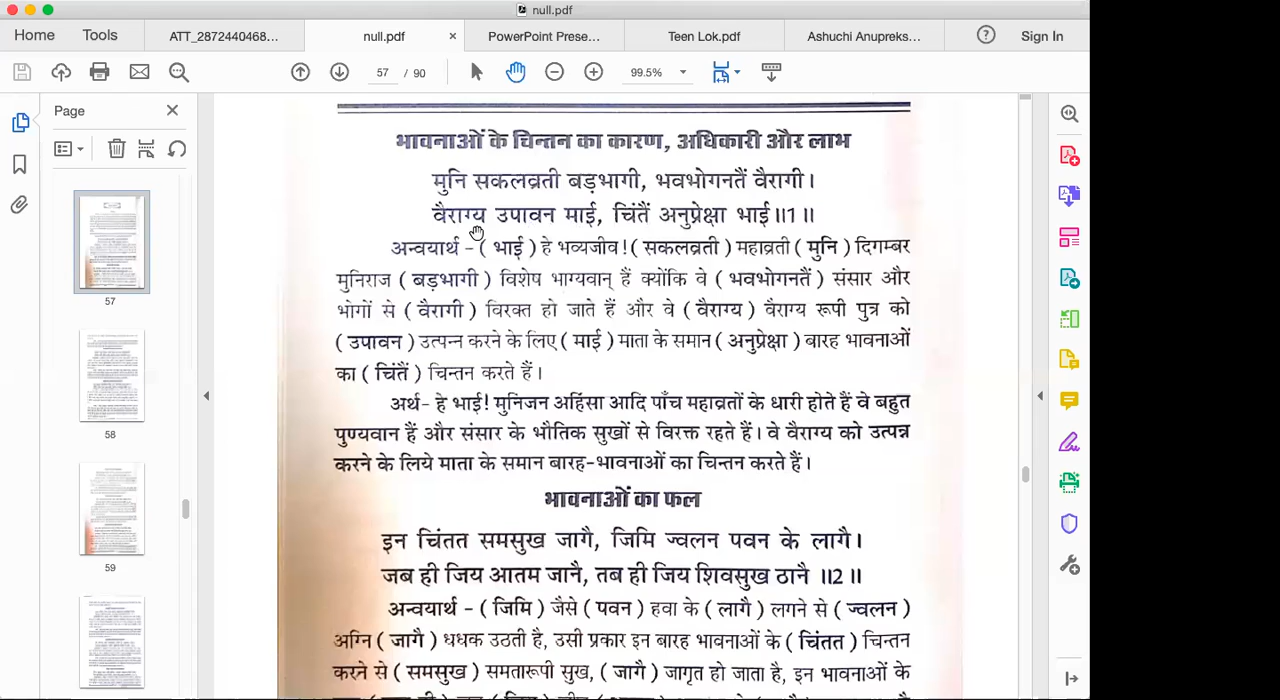 null.pdf
Home Tools ATT_2872440468... null.pdf × PowerPoint Prese... Teen Lok.pdf Ashuchi Anupreks... Sign In
57 / 90 99.5%
Page
57
58
59
भावनाओं के चिन्तन का कारण, अधिकारी और लाभ
मुनि सकलव्रती बड़भागी, भवभोगनतैं वैरागी।
वैराग्य उपावन माई, चिंतैं अनुप्रेक्षा भाई॥1॥
अन्वयार्थ - ( भाई ) हे भव्यजीव! ( सकलव्रती ) महाव्रती ( मुनि ) दिगम्बर
मुनिराज ( बड़भागी ) विशेष भाग्यवान् हैं क्योंकि वे ( भवभोगनतैं ) संसार और
भोगों से ( वैरागी ) विरक्त हो जाते हैं और वे ( वैराग्य ) वैराग्य रूपी पुत्र को
( उपावन ) उत्पन्न करने के लिए ( माई ) माता के समान ( अनुप्रेक्षा ) बारह भावनाओं
का ( चिंतैं ) चिन्तन करते हैं।
अर्थ- हे भाई! मुनिजन अहिंसा आदि पाँच महाव्रतों के धारी होते हैं वे बहुत
पुण्यवान हैं और संसार के भौतिक सुखों से विरक्त रहते हैं। वे वैराग्य को उत्पन्न
करने के लिये माता के समान बारह-भावनाओं का चिन्तन करते हैं।
भावनाओं का फल
इन चिंतत समसुख जागै, जिमि ज्वलन पवन के लागै।
जब ही जिय आतम जानै, तब ही जिय शिवसुख ठानै ॥2॥
अन्वयार्थ - ( जिमि ) जैसे ( पवन ) हवा के ( लागै ) लगने से ( ज्वलन )
अग्नि ( जागै ) धधक उठती है, उसी प्रकार इन बारह भावनाओं के ( चिंतत ) चिन्तन
करने से ( समसुख ) समतारूपी सुख, ( जागै ) जागृत हो जाता है, इन भावनाओं के